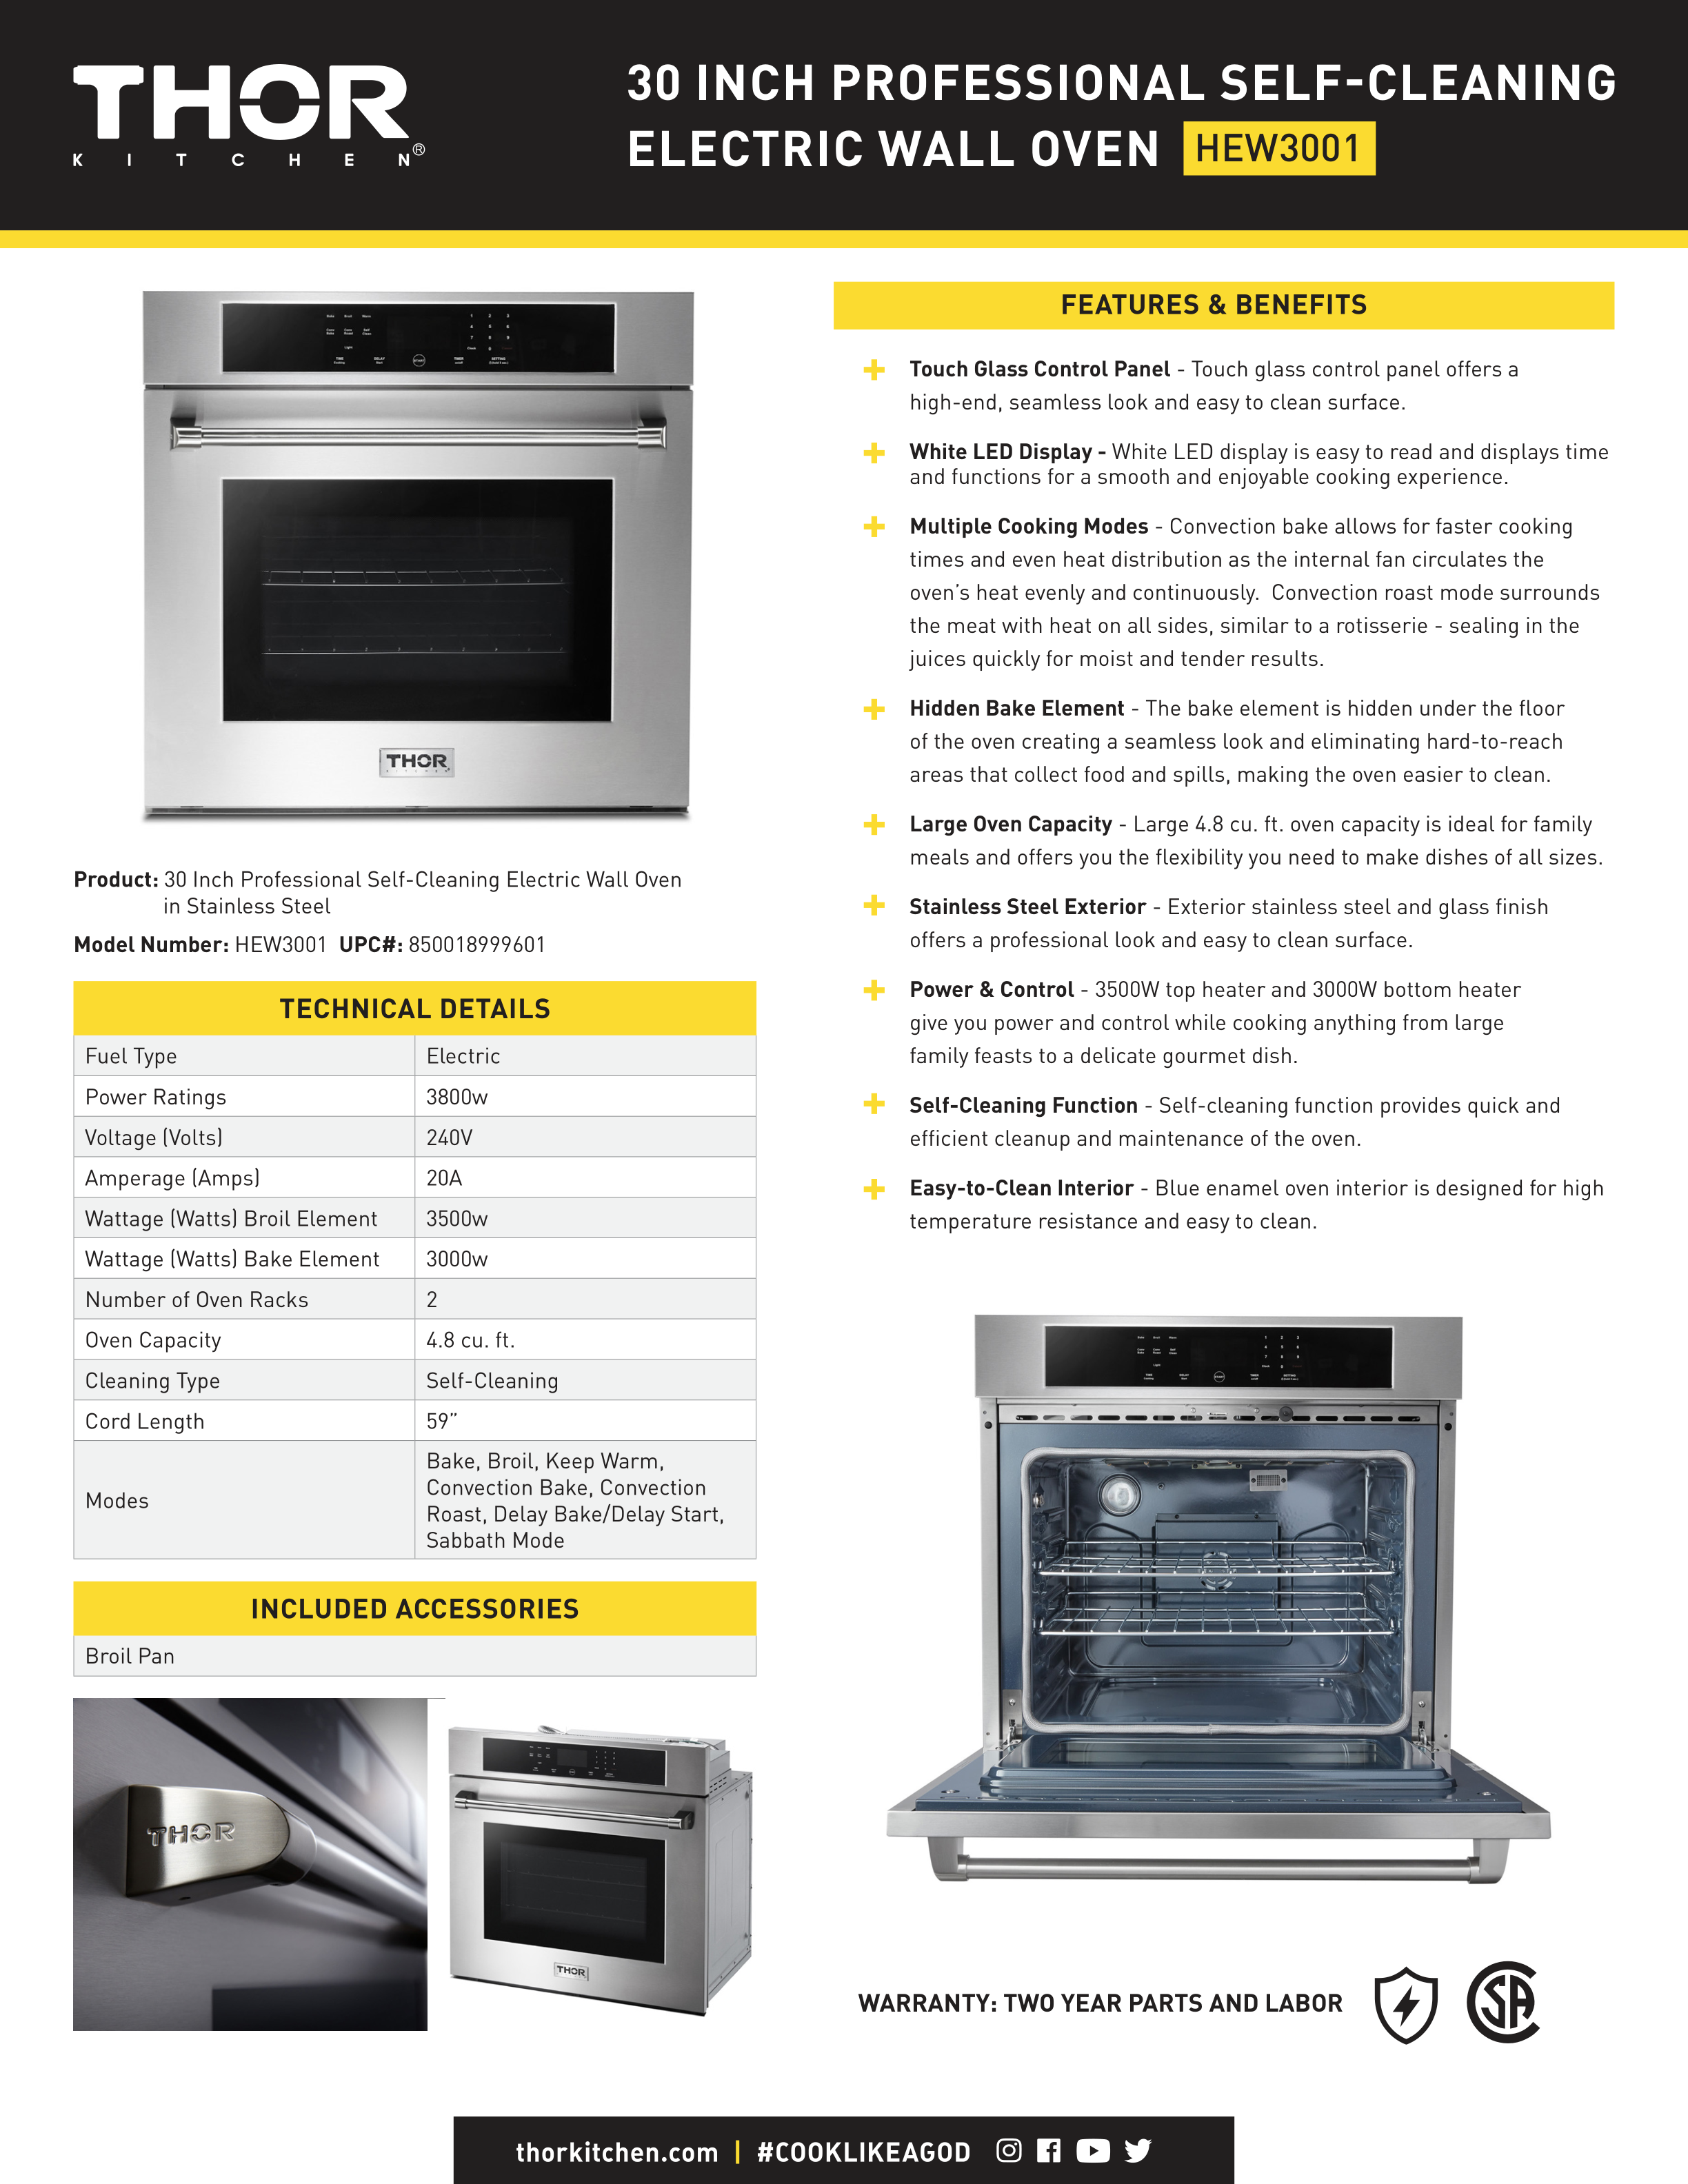 THOR
KITCHEN®
30 INCH PROFESSIONAL SELF-CLEANING
ELECTRIC WALL OVEN HEW3001
THOR
KITCHEN
Product: 30 Inch Professional Self-Cleaning Electric Wall Oven
in Stainless Steel
Model Number: HEW3001 UPC#: 850018999601
TECHNICAL DETAILS
Fuel Type Electric
Power Ratings 3800w
Voltage (Volts) 240V
Amperage (Amps) 20A
Wattage (Watts) Broil Element 3500w
Wattage (Watts) Bake Element 3000w
Number of Oven Racks 2
Oven Capacity 4.8 cu. ft.
Cleaning Type Self-Cleaning
Cord Length 59”
Modes Bake, Broil, Keep Warm,
Convection Bake, Convection
Roast, Delay Bake/Delay Start,
Sabbath Mode
INCLUDED ACCESSORIES
Broil Pan
THOR
THOR
FEATURES & BENEFITS
Touch Glass Control Panel - Touch glass control panel offers a
high-end, seamless look and easy to clean surface.
White LED Display - White LED display is easy to read and displays time
and functions for a smooth and enjoyable cooking experience.
Multiple Cooking Modes - Convection bake allows for faster cooking
times and even heat distribution as the internal fan circulates the
oven’s heat evenly and continuously. Convection roast mode surrounds
the meat with heat on all sides, similar to a rotisserie - sealing in the
juices quickly for moist and tender results.
Hidden Bake Element - The bake element is hidden under the floor
of the oven creating a seamless look and eliminating hard-to-reach
areas that collect food and spills, making the oven easier to clean.
Large Oven Capacity - Large 4.8 cu. ft. oven capacity is ideal for family
meals and offers you the flexibility you need to make dishes of all sizes.
Stainless Steel Exterior - Exterior stainless steel and glass finish
offers a professional look and easy to clean surface.
Power & Control - 3500W top heater and 3000W bottom heater
give you power and control while cooking anything from large
family feasts to a delicate gourmet dish.
Self-Cleaning Function - Self-cleaning function provides quick and
efficient cleanup and maintenance of the oven.
Easy-to-Clean Interior - Blue enamel oven interior is designed for high
temperature resistance and easy to clean.
WARRANTY: TWO YEAR PARTS AND LABOR
CSA
thorkitchen.com | #COOKLIKEAGOD